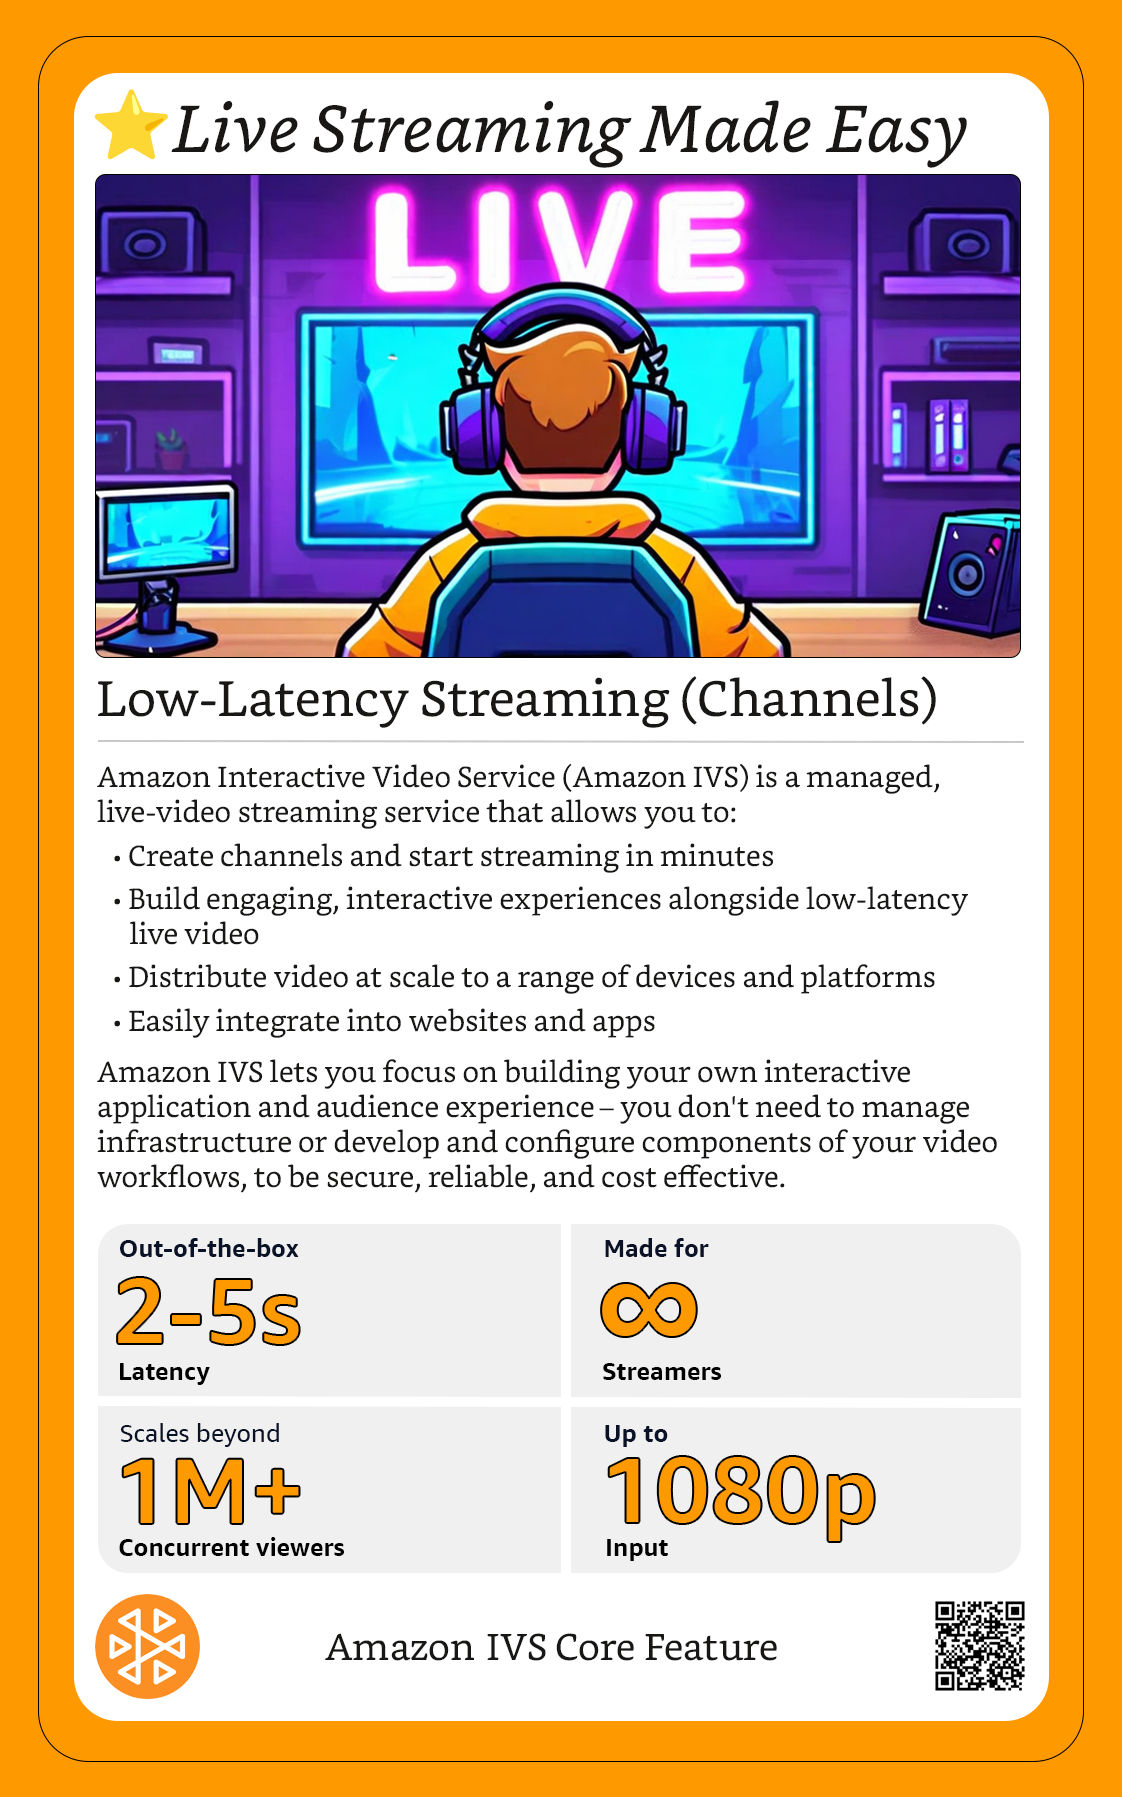 ⭐Live Streaming Made Easy
LIVE
Low-Latency Streaming (Channels)
Amazon Interactive Video Service (Amazon IVS) is a managed,
live-video streaming service that allows you to:
• Create channels and start streaming in minutes
• Build engaging, interactive experiences alongside low-latency
live video
• Distribute video at scale to a range of devices and platforms
• Easily integrate into websites and apps
Amazon IVS lets you focus on building your own interactive
application and audience experience – you don't need to manage
infrastructure or develop and configure components of your video
workflows, to be secure, reliable, and cost effective.
Out-of-the-box
2-5s
Latency
Made for
∞
Streamers
Scales beyond
1M+
Concurrent viewers
Up to
1080p
Input
Amazon IVS Core Feature